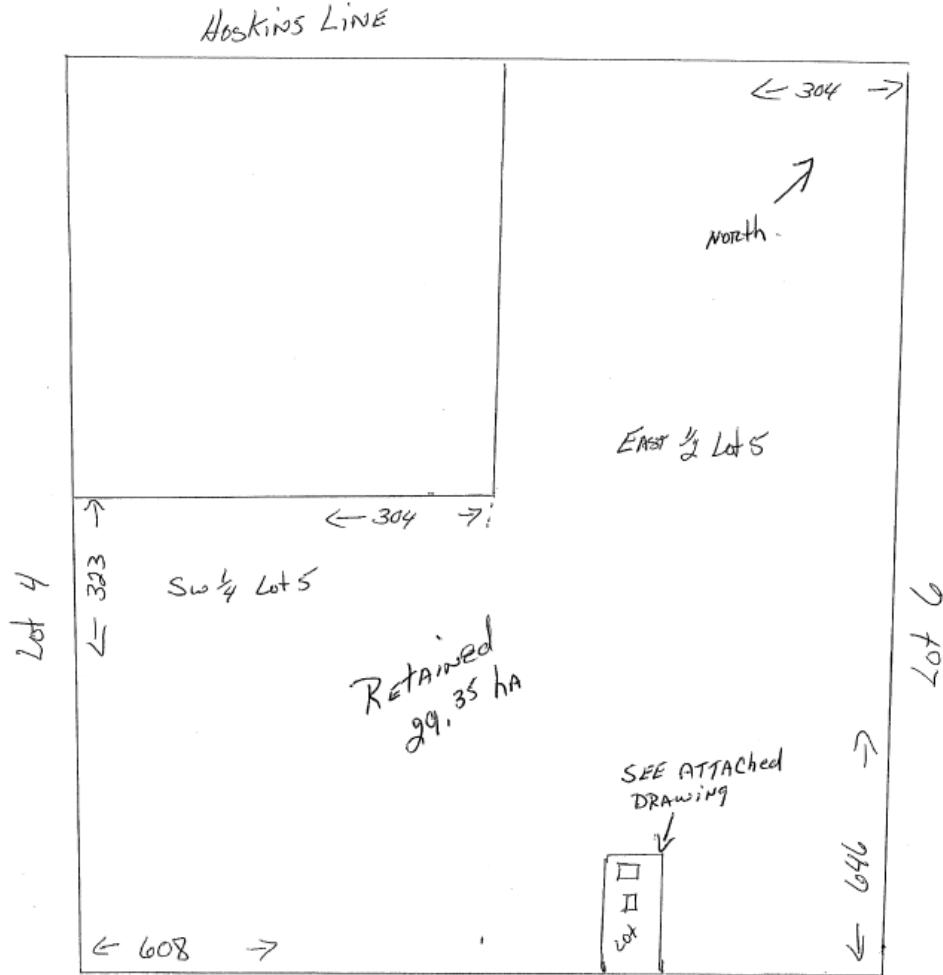 Hoskins Line
← 304 →
North.
East 1/2 Lot 5
← 304 →
← 323 →
Sw 1/4 Lot 5
Lot 4
Lot 6
Retained
29.35 hA
SEE ATTAChed
DRAwing
Lot
← 646 →
← 608 →